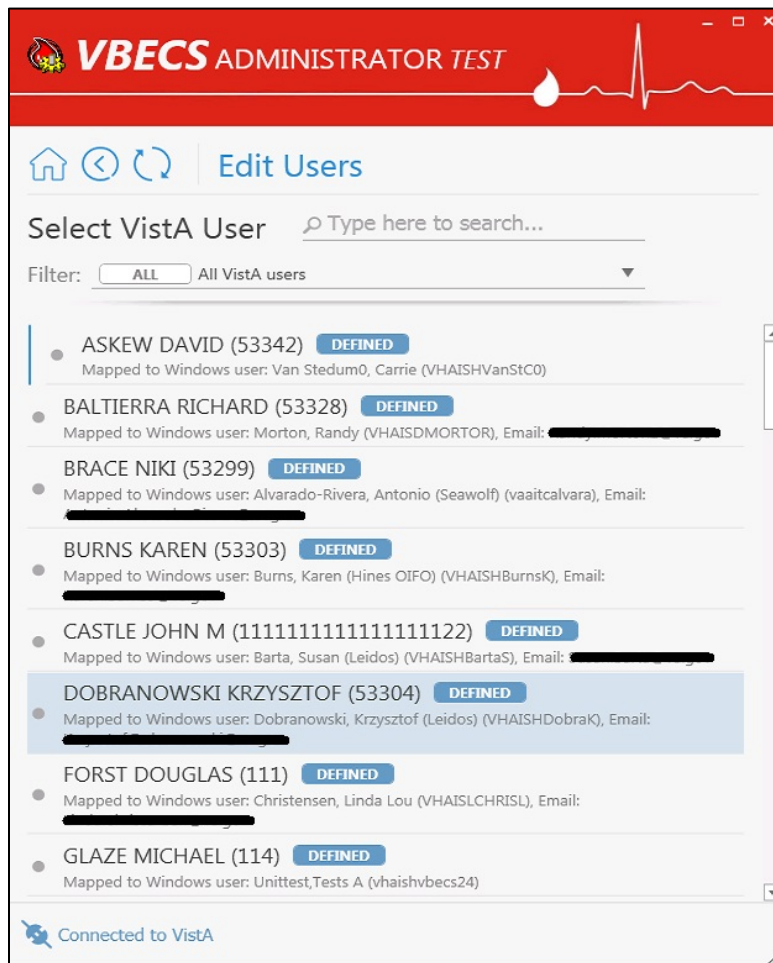 VBECS ADMINISTRATOR TEST
Edit Users
Select VistA User Type here to search...
Filter: ALL All VistA users
ASKEW DAVID (53342) DEFINED
Mapped to Windows user: Van Stedum0, Carrie (VHAISHVanStC0)
BALTIERRA RICHARD (53328) DEFINED
Mapped to Windows user: Morton, Randy (VHAISDMORTOR), Email:
BRACE NIKI (53299) DEFINED
Mapped to Windows user: Alvarado-Rivera, Antonio (Seawolf) (vaaitcalvara), Email:
BURNS KAREN (53303) DEFINED
Mapped to Windows user: Burns, Karen (Hines OIFO) (VHAISHBurnsK), Email:
CASTLE JOHN M (1111111111111111122) DEFINED
Mapped to Windows user: Barta, Susan (Leidos) (VHAISHBartaS), Email:
DOBRANOWSKI KRZYSZTOF (53304) DEFINED
Mapped to Windows user: Dobranowski, Krzysztof (Leidos) (VHAISHDobraK), Email:
FORST DOUGLAS (111) DEFINED
Mapped to Windows user: Christensen, Linda Lou (VHAISLCHRISL), Email:
GLAZE MICHAEL (114) DEFINED
Mapped to Windows user: Unittest,Tests A (vhaishvbecs24)
Connected to VistA